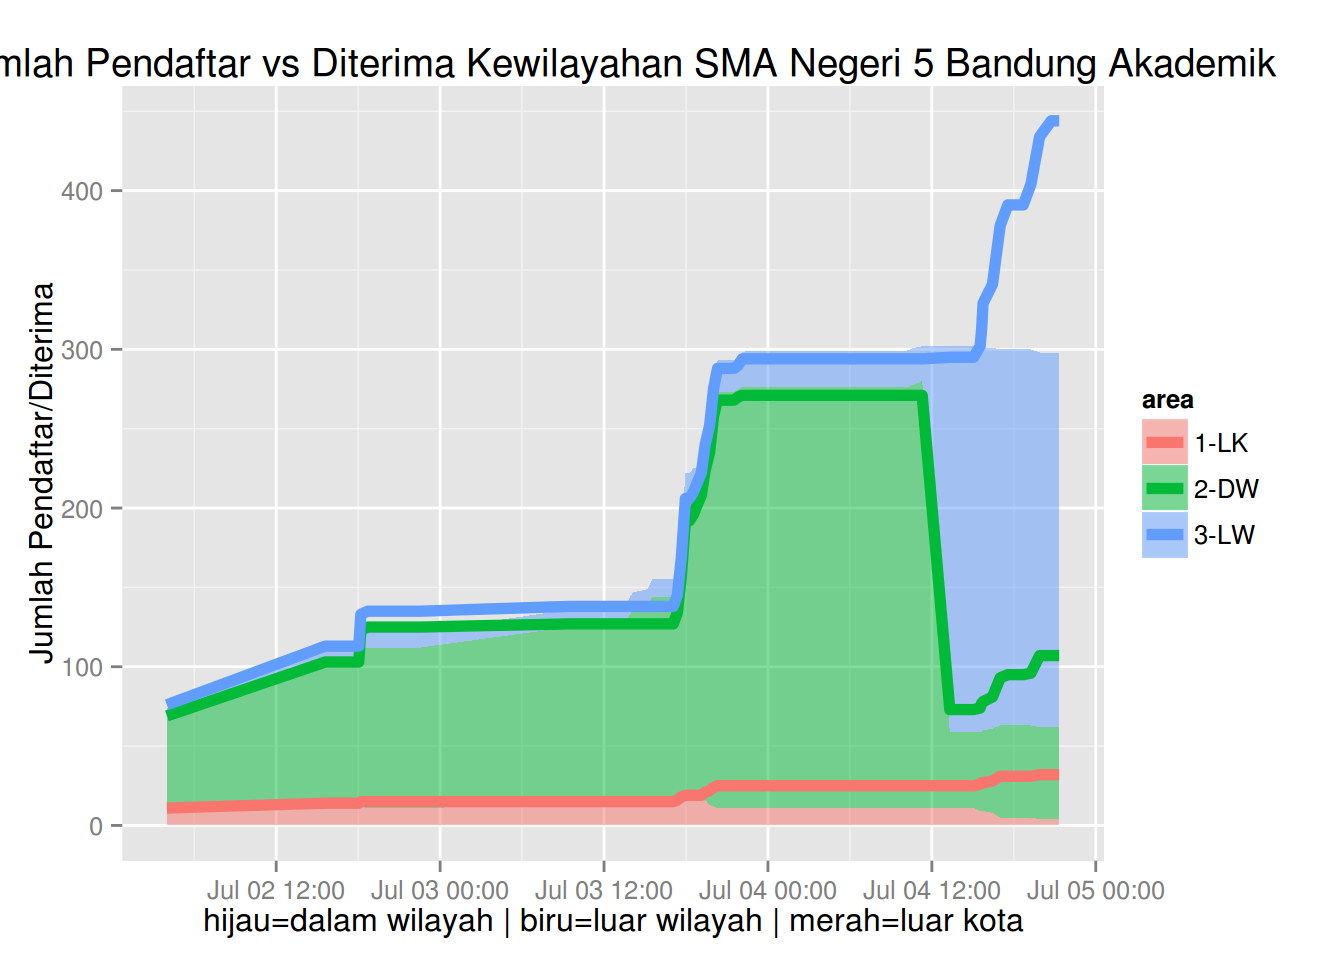 mlah Pendaftar vs Diterima Kewilayahan SMA Negeri 5 Bandung Akademik
Jumlah Pendaftar/Diterima
400
300
200
100
0
Jul 02 12:00 Jul 03 00:00 Jul 03 12:00 Jul 04 00:00 Jul 04 12:00 Jul 05 00:00
hijau=dalam wilayah | biru=luar wilayah | merah=luar kota
area
1-LK
2-DW
3-LW